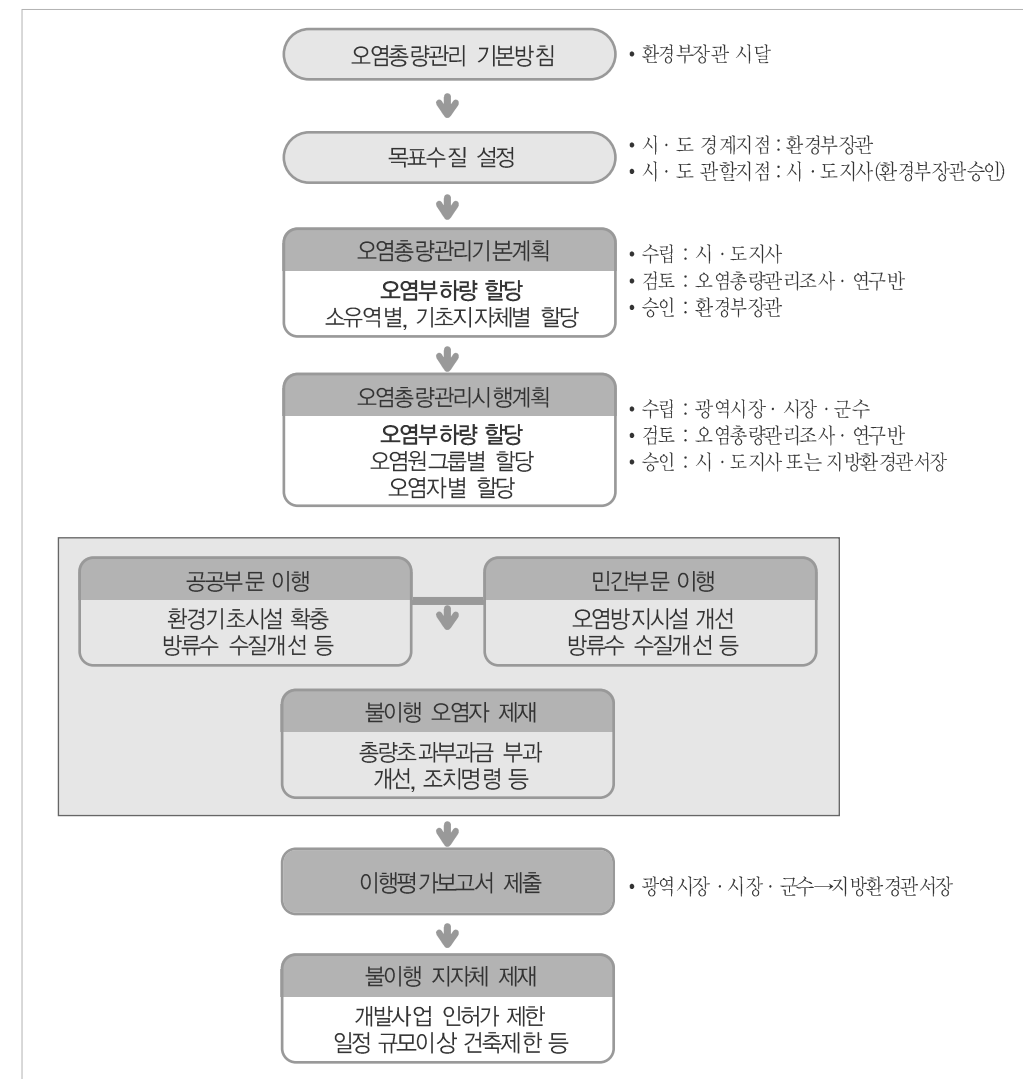 오염총량관리 기본방침
• 환경부장관 시달
목표수질 설정
• 시 · 도 경계지점 : 환경부장관
• 시 · 도 관할지점 : 시 · 도지사(환경부장관승인)
오염총량관리기본계획
오염부하량 할당
소유역별, 기초지자체별 할당
• 수립 : 시 · 도지사
• 검토 : 오염총량관리조사 · 연구반
• 승인 : 환경부장관
오염총량관리시행계획
오염부하량 할당
오염원그룹별 할당
오염자별 할당
• 수립 : 광역시장 · 시장 · 군수
• 검토 : 오염총량관리조사 · 연구반
• 승인 : 시 · 도지사 또는 지방환경관서장
공공부문 이행
환경기초시설 확충
방류수 수질개선 등
민간부문 이행
오염방지시설 개선
방류수 수질개선 등
불이행 오염자 제재
총량초과부과금 부과
개선, 조치명령 등
이행평가보고서 제출
• 광역시장 · 시장 · 군수→지방환경관서장
불이행 지자체 제재
개발사업 인허가 제한
일정 규모이상 건축제한 등